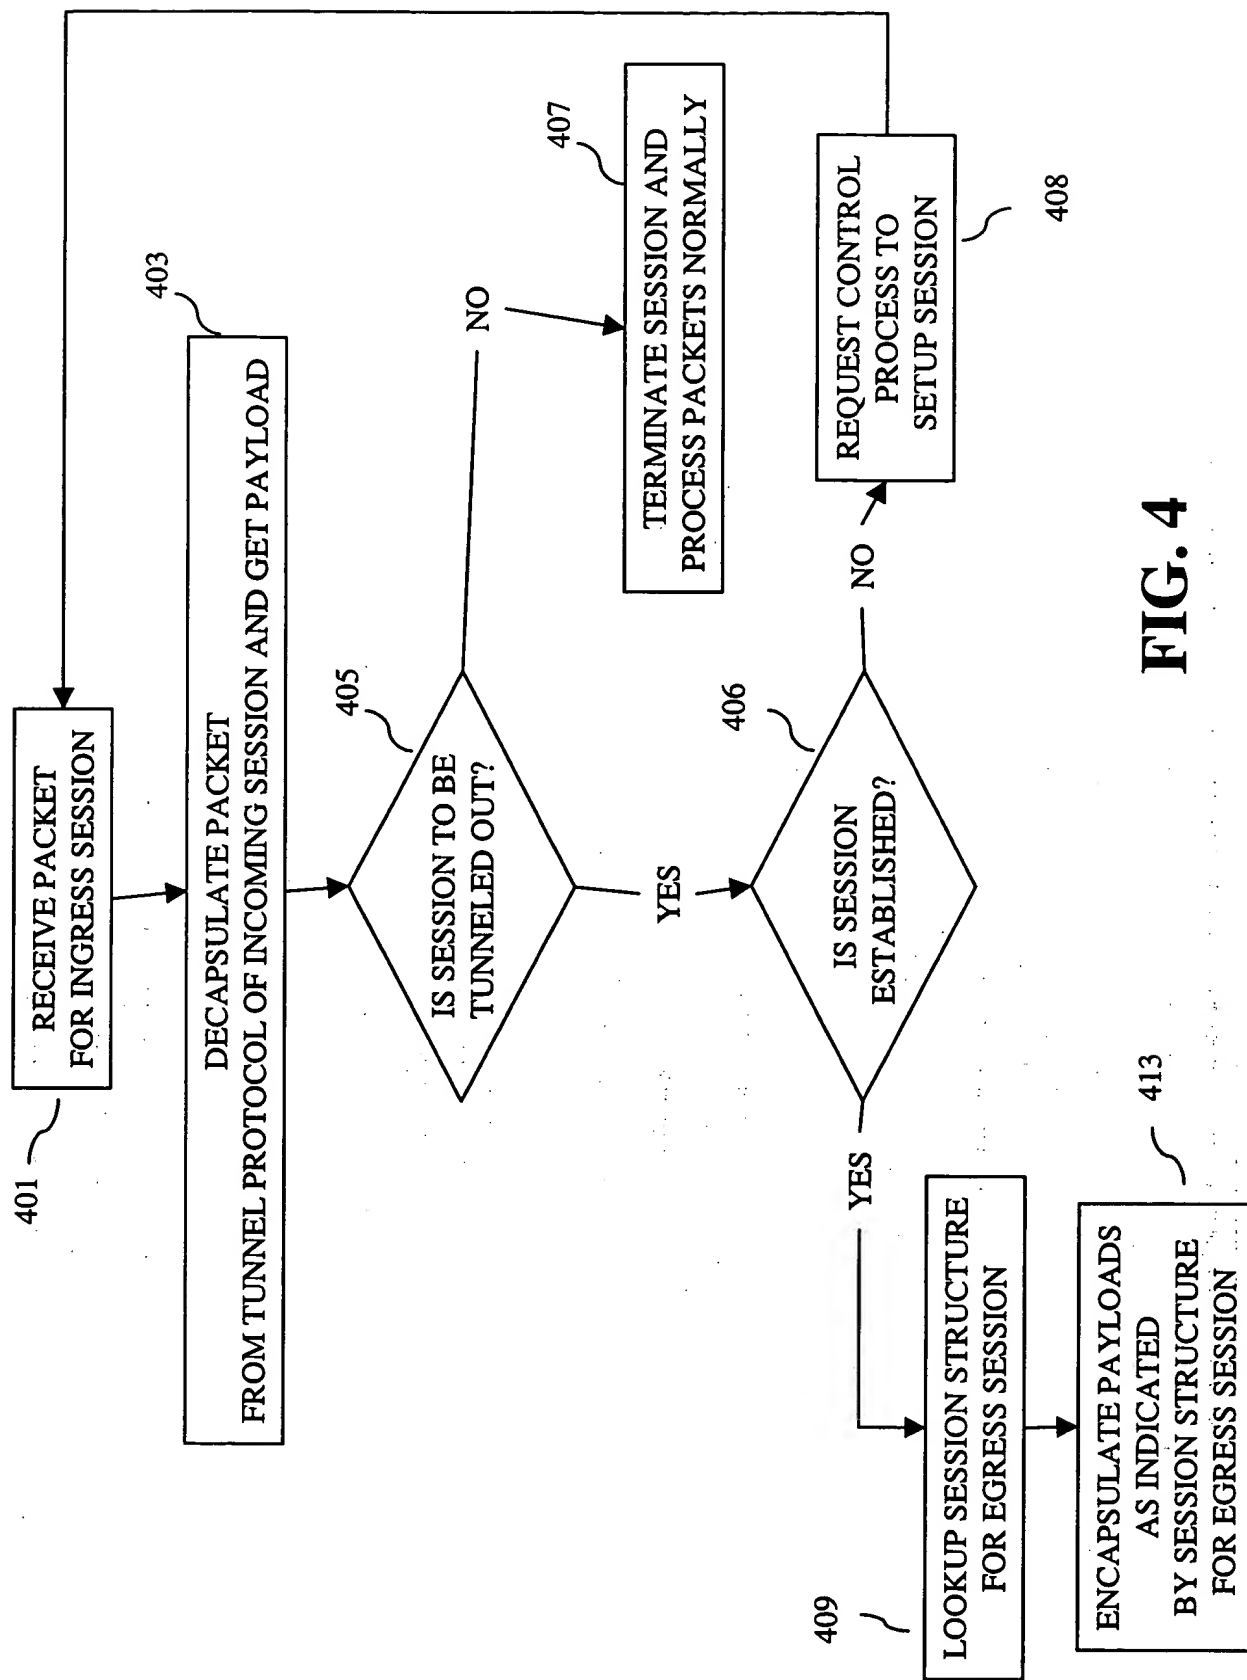 401
RECEIVE PACKET
FOR INGRESS SESSION
403
DECAPSULATE PACKET
FROM TUNNEL PROTOCOL OF INCOMING SESSION AND GET PAYLOAD
405
IS SESSION TO BE
TUNNELED OUT?
NO
407
TERMINATE SESSION AND
PROCESS PACKETS NORMALLY
YES
406
IS SESSION
ESTABLISHED?
NO
REQUEST CONTROL
PROCESS TO
SETUP SESSION
408
YES
409
LOOKUP SESSION STRUCTURE
FOR EGRESS SESSION
413
ENCAPSULATE PAYLOADS
AS INDICATED
BY SESSION STRUCTURE
FOR EGRESS SESSION
FIG. 4